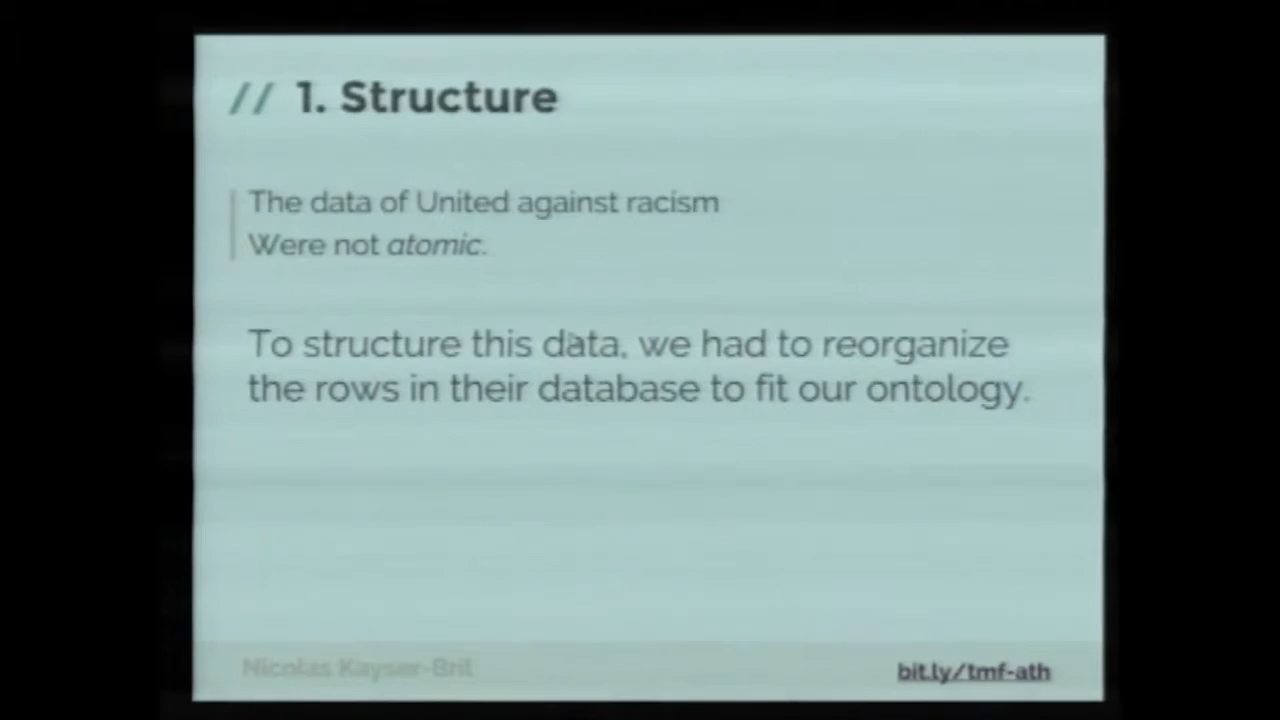 // 1. Structure
The data of United against racism
Were not atomic.
To structure this data, we had to reorganize
the rows in their database to fit our ontology.
Nicolas Kayser-Bril
bit.ly/tmf-ath